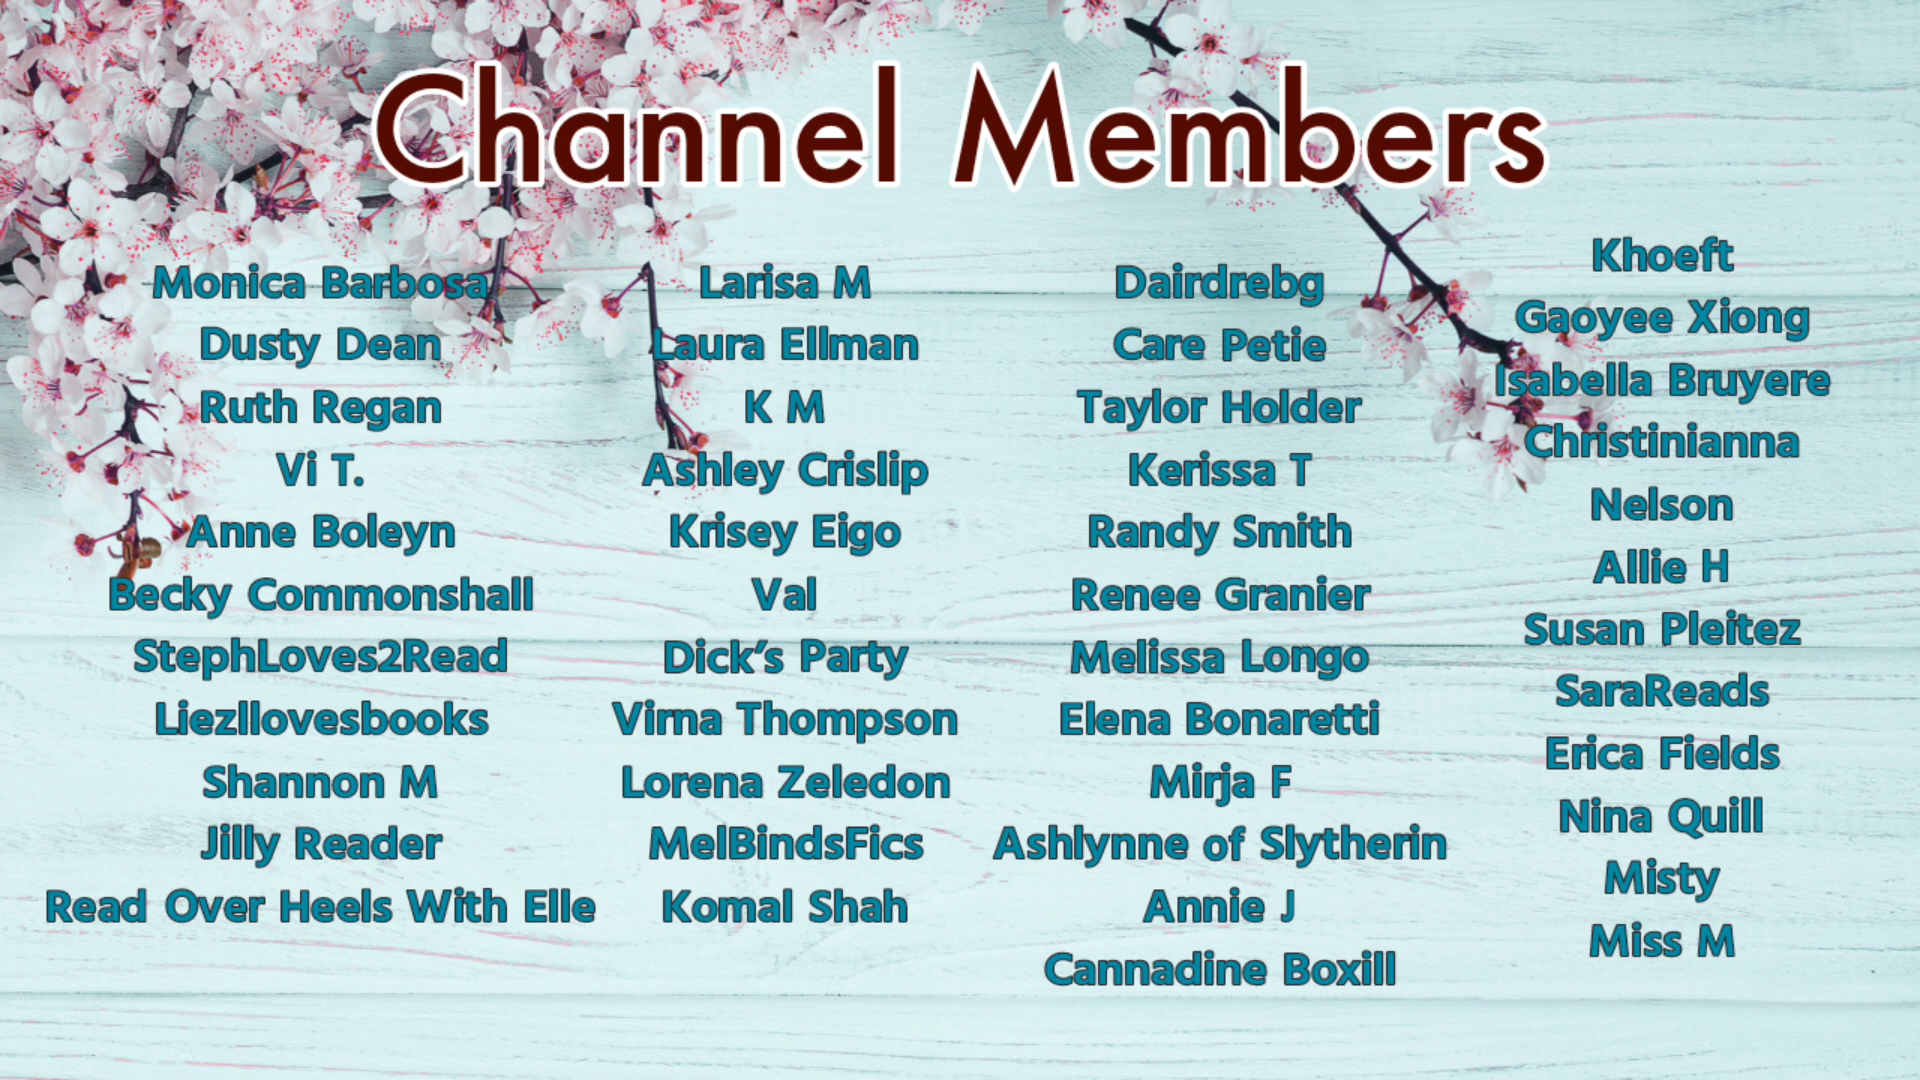 Channel Members
Monica Barbosa
Dusty Dean
Ruth Regan
Vi T.
Anne Boleyn
Becky Commonshall
StephLoves2Read
Liezllovesbooks
Shannon M
Jilly Reader
Read Over Heels With Elle
Larisa M
Laura Ellman
K M
Ashley Crislip
Krisey Eigo
Val
Dick’s Party
Virna Thompson
Lorena Zeledon
MelBindsFics
Komal Shah
Dairdrebg
Care Petie
Taylor Holder
Kerissa T
Randy Smith
Renee Granier
Melissa Longo
Elena Bonaretti
Mirja F
Ashlynne of Slytherin
Annie J
Cannadine Boxill
Khoeft
Gaoyee Xiong
Isabella Bruyere
Christinianna
Nelson
Allie H
Susan Pleitez
SaraReads
Erica Fields
Nina Quill
Misty
Miss M